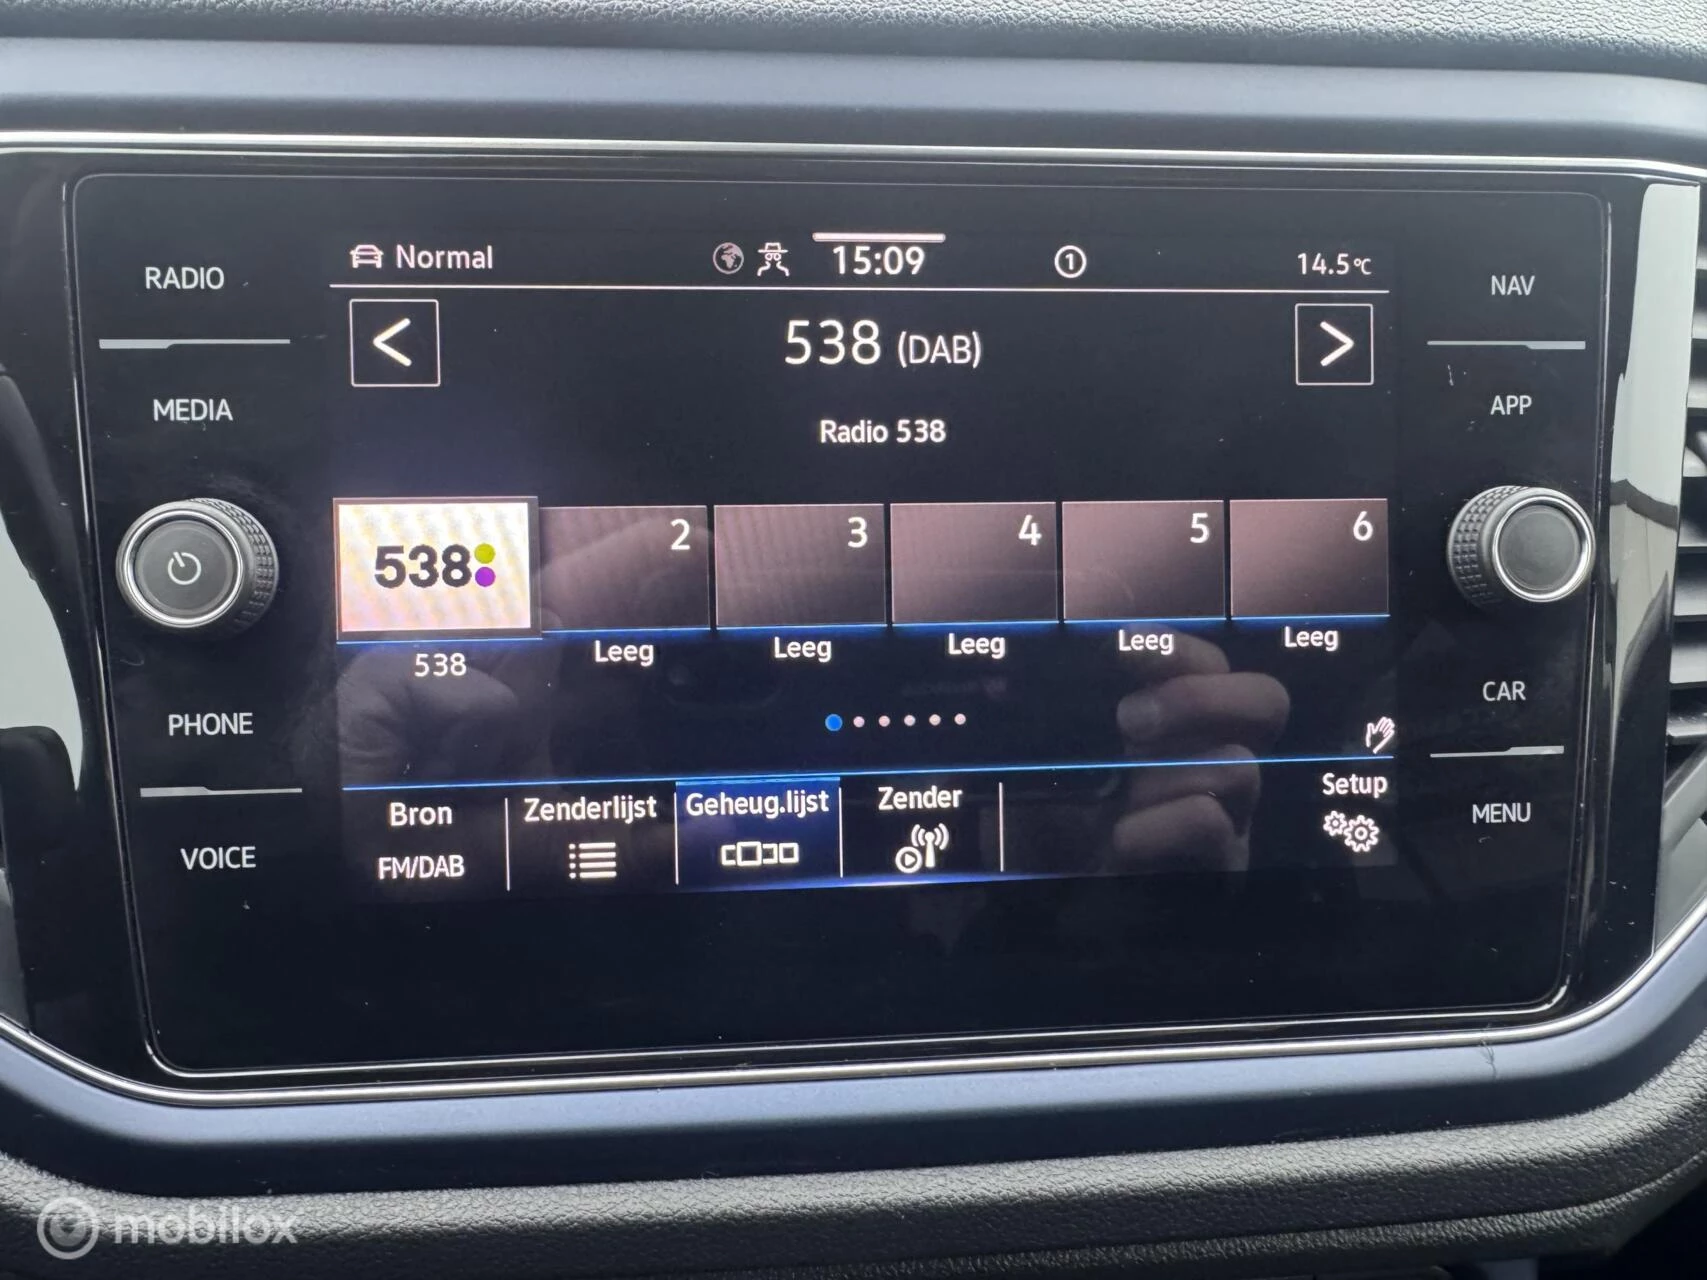 RADIO
MEDIA
PHONE
VOICE
Normal
15:09
1
14.5°C
<
538 (DAB)
>
Radio 538
538
2
3
4
5
6
538
Leeg
Leeg
Leeg
Leeg
Leeg
Bron
FM/DAB
Zenderlijst
Geheug.lijst
Zender
Setup
NAV
APP
CAR
MENU
mobilox